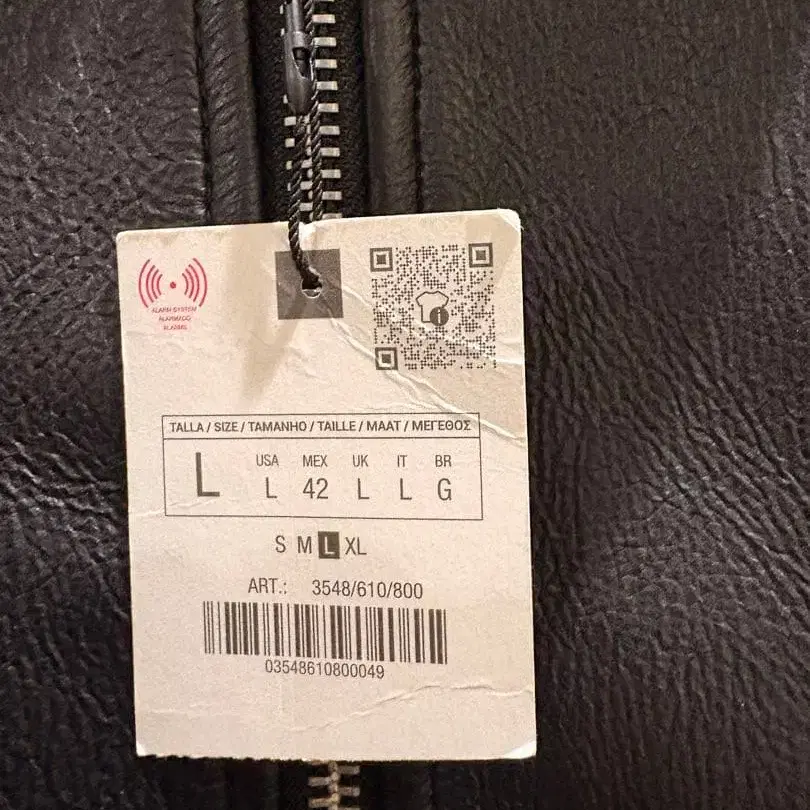 ALARM SYSTEM
TALLA / SIZE / TAMANHO / TAILLE / MAAT / ΜΕΓΕΘΟΣ
L
USA MEX UK IT BR
L 42 L L G
S M L XL
ART.: 3548/610/800
03548610800049